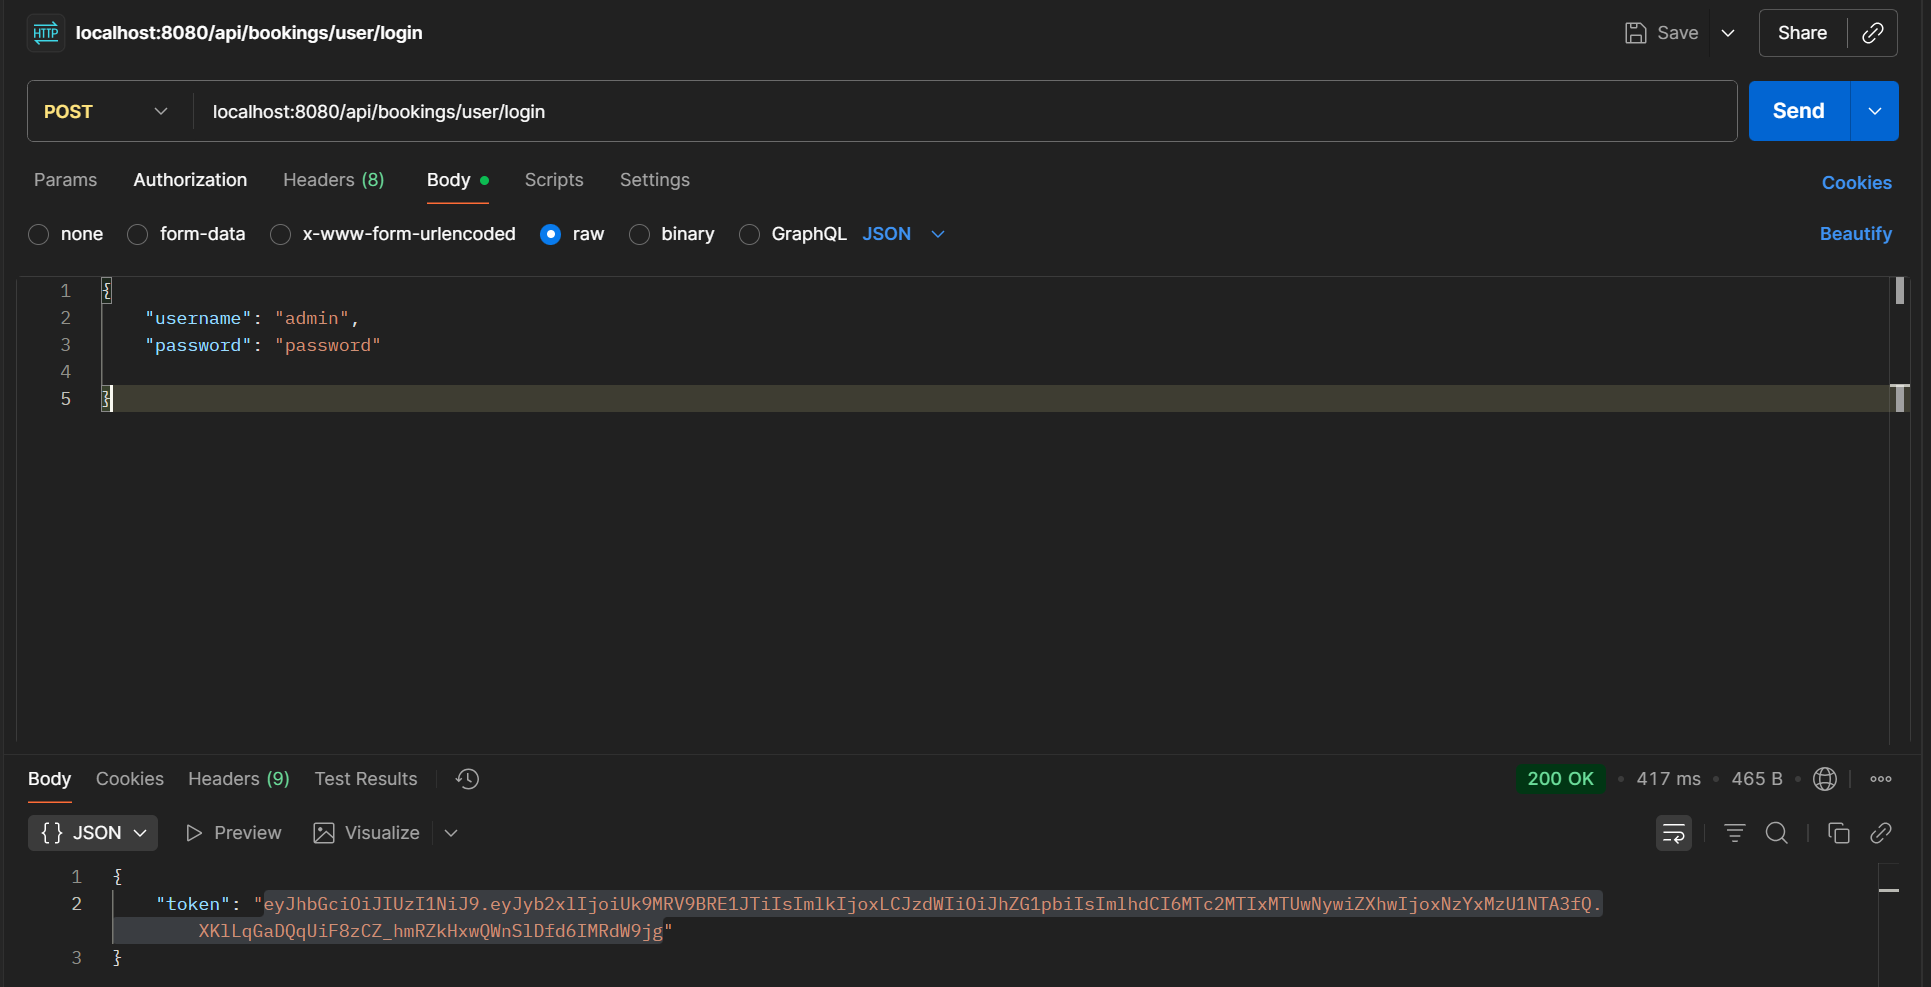 HTTP localhost:8080/api/bookings/user/login Save Share
POST localhost:8080/api/bookings/user/login Send
Params Authorization Headers (8) Body Scripts Settings Cookies
none form-data x-www-form-urlencoded raw binary GraphQL JSON Beautify
1 {
2 "username": "admin",
3 "password": "password"
4
5 }
Body Cookies Headers (9) Test Results 200 OK 417 ms 465 B
{} JSON Preview Visualize
1 {
2 "token": "eyJhbGciOiJIUzI1NiJ9.eyJyb2xlIjoiUk9MRV9BRE1JTiIsImlkIjoxLCJzdWIiOiJhZG1pbiIsImlhdCI6MTc2MTIxMTUwNywiZXhwIjoxNzYxMzU1NTA3fQ.
XKlLqGaDQqUiF8zCZ_hmRZkHxwQWnSlDfd6IMRdW9jg"
3 }